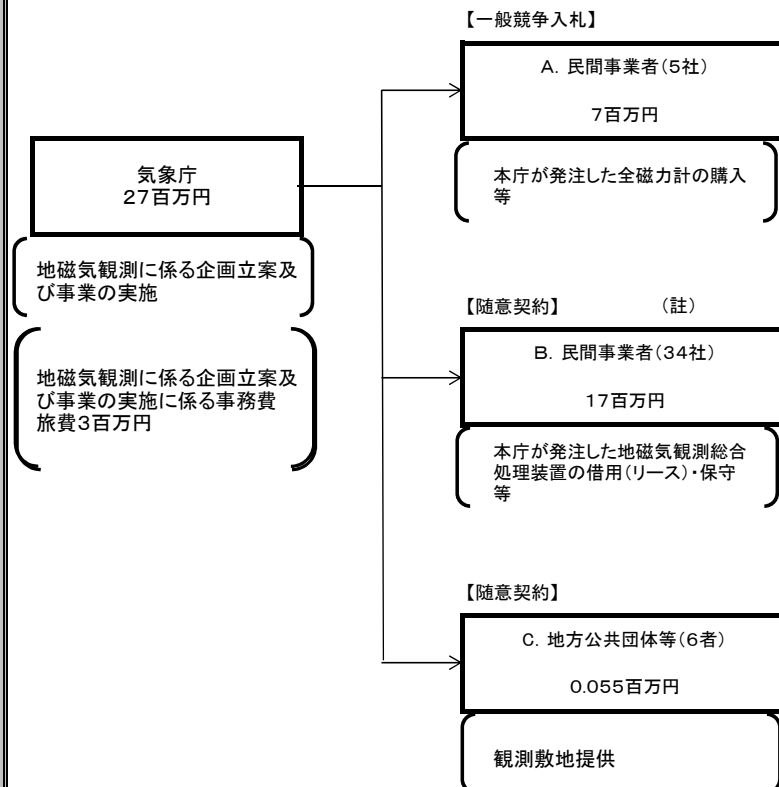 【一般競争入札】
A. 民間事業者(5社)
7百万円
本庁が発注した全磁力計の購入
等
気象庁
27百万円
地磁気観測に係る企画立案及
び事業の実施
地磁気観測に係る企画立案及
び事業の実施に係る事務費
旅費3百万円
【随意契約】 (註)
B. 民間事業者(34社)
17百万円
本庁が発注した地磁気観測総合
処理装置の借用(リース)・保守
等
【随意契約】
C. 地方公共団体等(6者)
0.055百万円
観測敷地提供